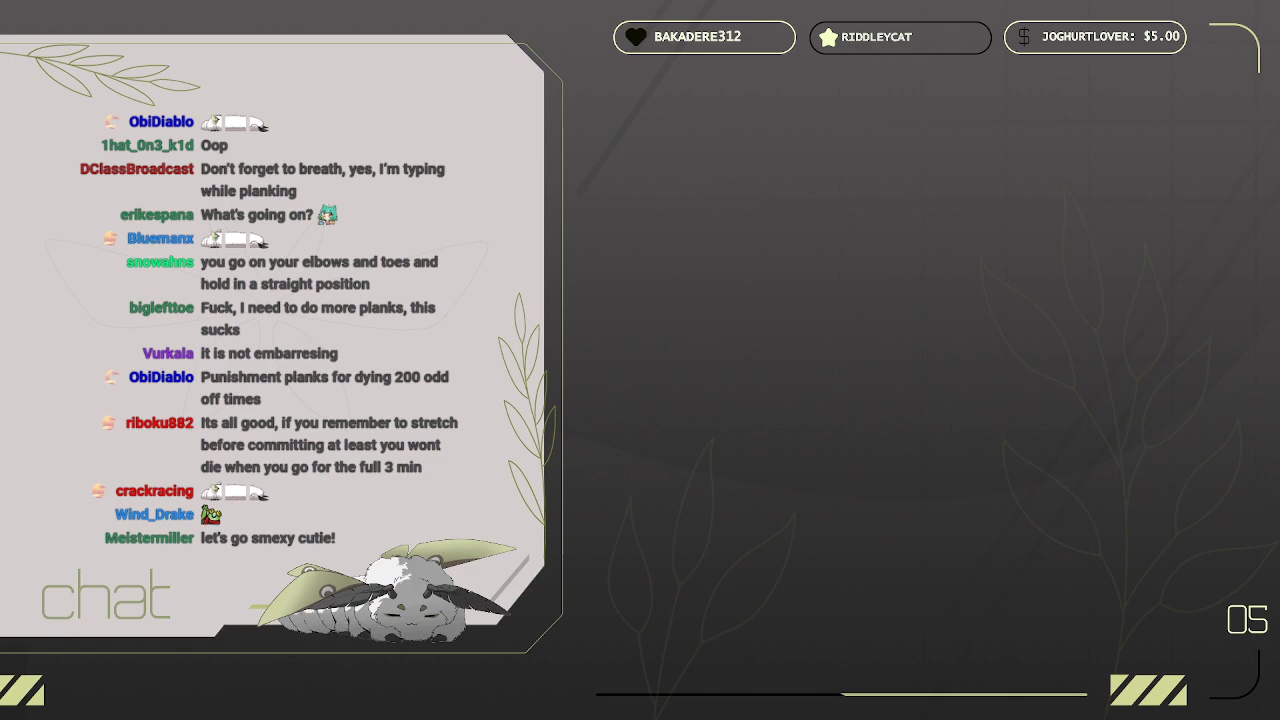 BAKADERE312
RIDDLEYCAT
$ JOGHURTLOVER: $5.00
ObiDiablo
1hat_0n3_k1d Oop
DClassBroadcast Don't forget to breath, yes, I'm typing
while planking
erikespana What's going on?
Bluemanx
snowahns you go on your elbows and toes and
hold in a straight position
biglefttoe Fuck, I need to do more planks, this
sucks
Vurkala it is not embarresing
ObiDiablo Punishment planks for dying 200 odd
off times
riboku882 Its all good, if you remember to stretch
before committing at least you wont
die when you go for the full 3 min
crackracing
Wind_Drake
Meistermiller let's go smexy cutie!
chat
05